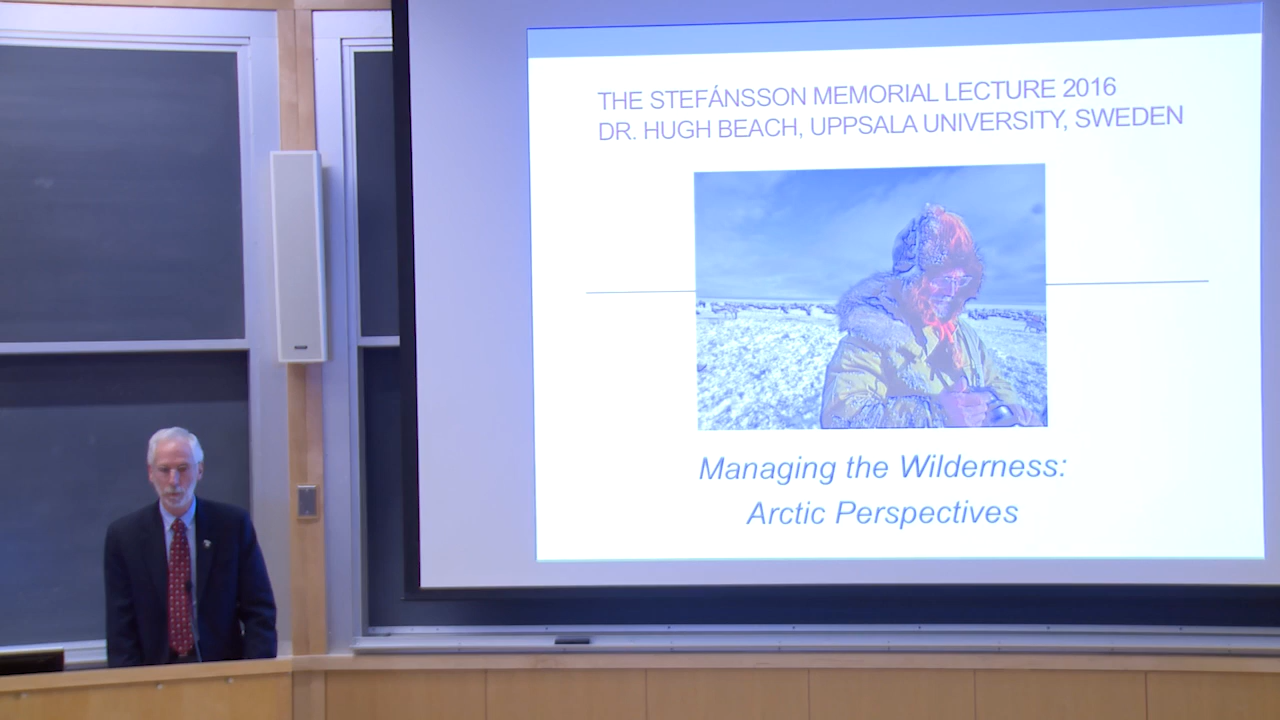 THE STEFÁNSSON MEMORIAL LECTURE 2016
DR. HUGH BEACH, UPPSALA UNIVERSITY, SWEDEN
Managing the Wilderness:
Arctic Perspectives